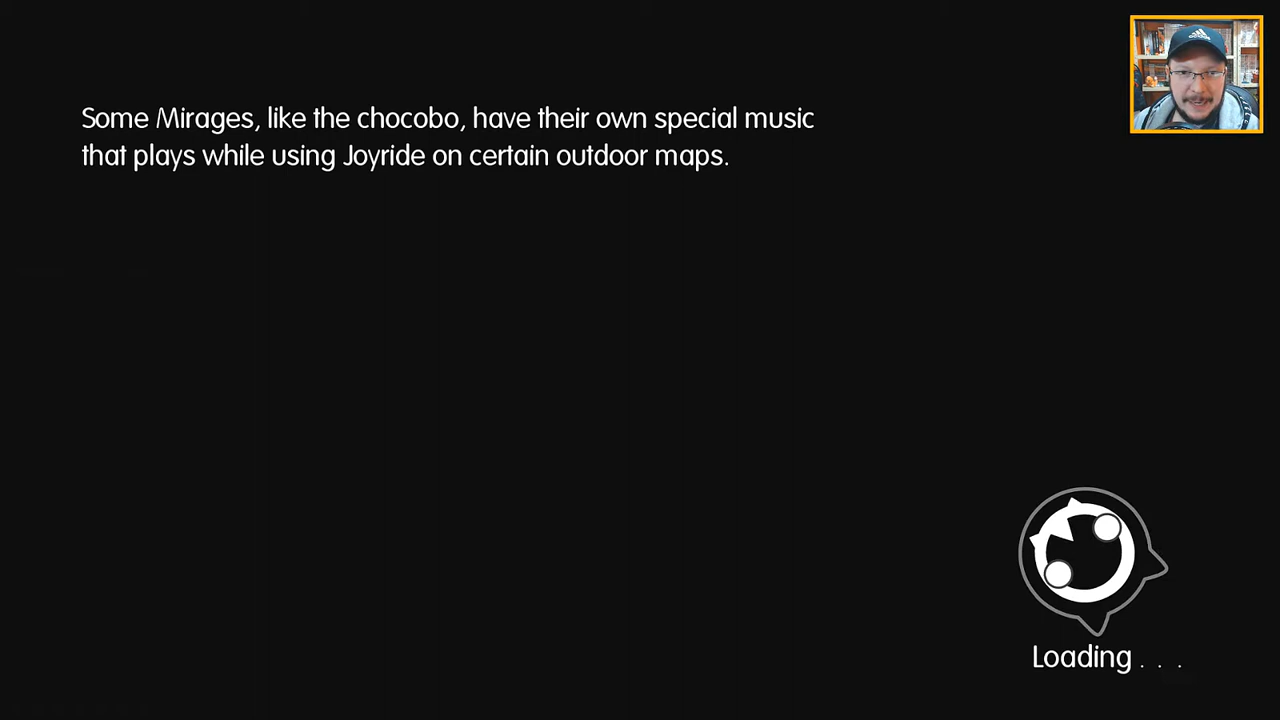 Some Mirages, like the chocobo, have their own special music
that plays while using Joyride on certain outdoor maps.
Loading . . .